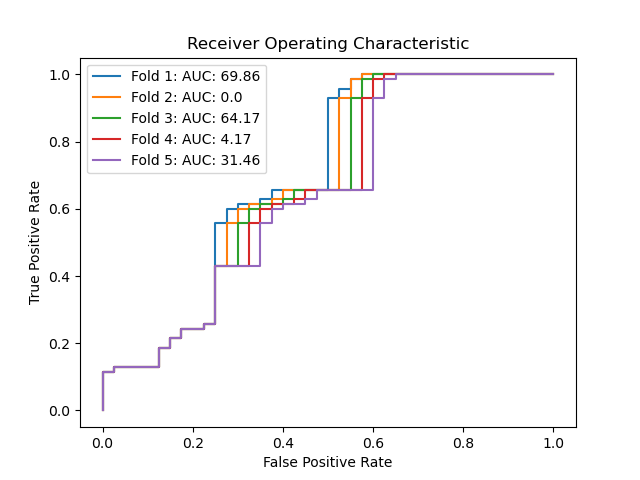 Receiver Operating Characteristic
Fold 1: AUC: 69.86
Fold 2: AUC: 0.0
Fold 3: AUC: 64.17
Fold 4: AUC: 4.17
Fold 5: AUC: 31.46
1.0
0.8
0.6
0.4
0.2
0.0
True Positive Rate
0.0 0.2 0.4 0.6 0.8 1.0
False Positive Rate